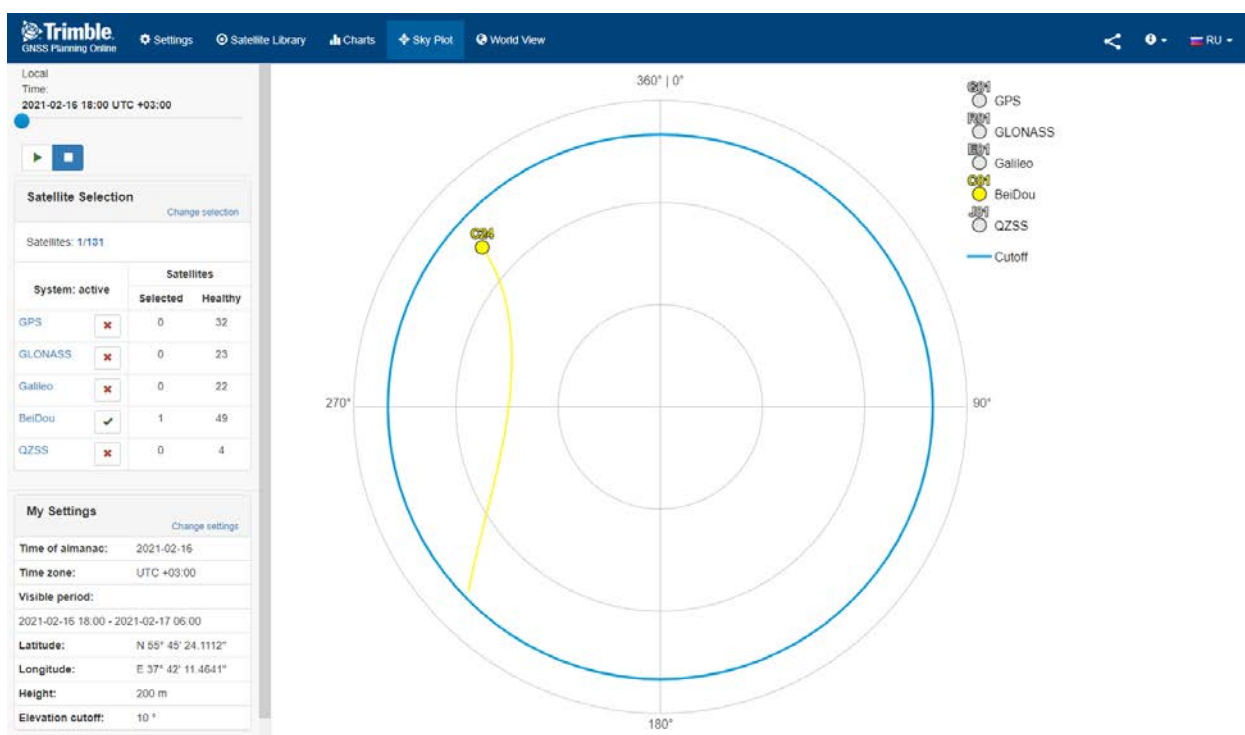 Trimble.
GNSS Planning Online
Settings
Satellite Library
Charts
Sky Plot
World View
RU
Local
Time:
2021-02-16 18:00 UTC +03:00
Satellite Selection
Change selection
Satellites: 1/131
System: active
Satellites
Selected Healthy
GPS 0 32
GLONASS 0 23
Galileo 0 22
BeiDou 1 49
QZSS 0 4
My Settings
Change settings
Time of almanac: 2021-02-16
Time zone: UTC +03:00
Visible period:
2021-02-16 18:00 - 2021-02-17 06:00
Latitude: N 55° 45' 24.1112"
Longitude: E 37° 42' 11.4641"
Height: 200 m
Elevation cutoff: 10 °
360° | 0°
90°
180°
270°
C24
G01
GPS
R01
GLONASS
E01
Galileo
C01
BeiDou
J01
QZSS
Cutoff